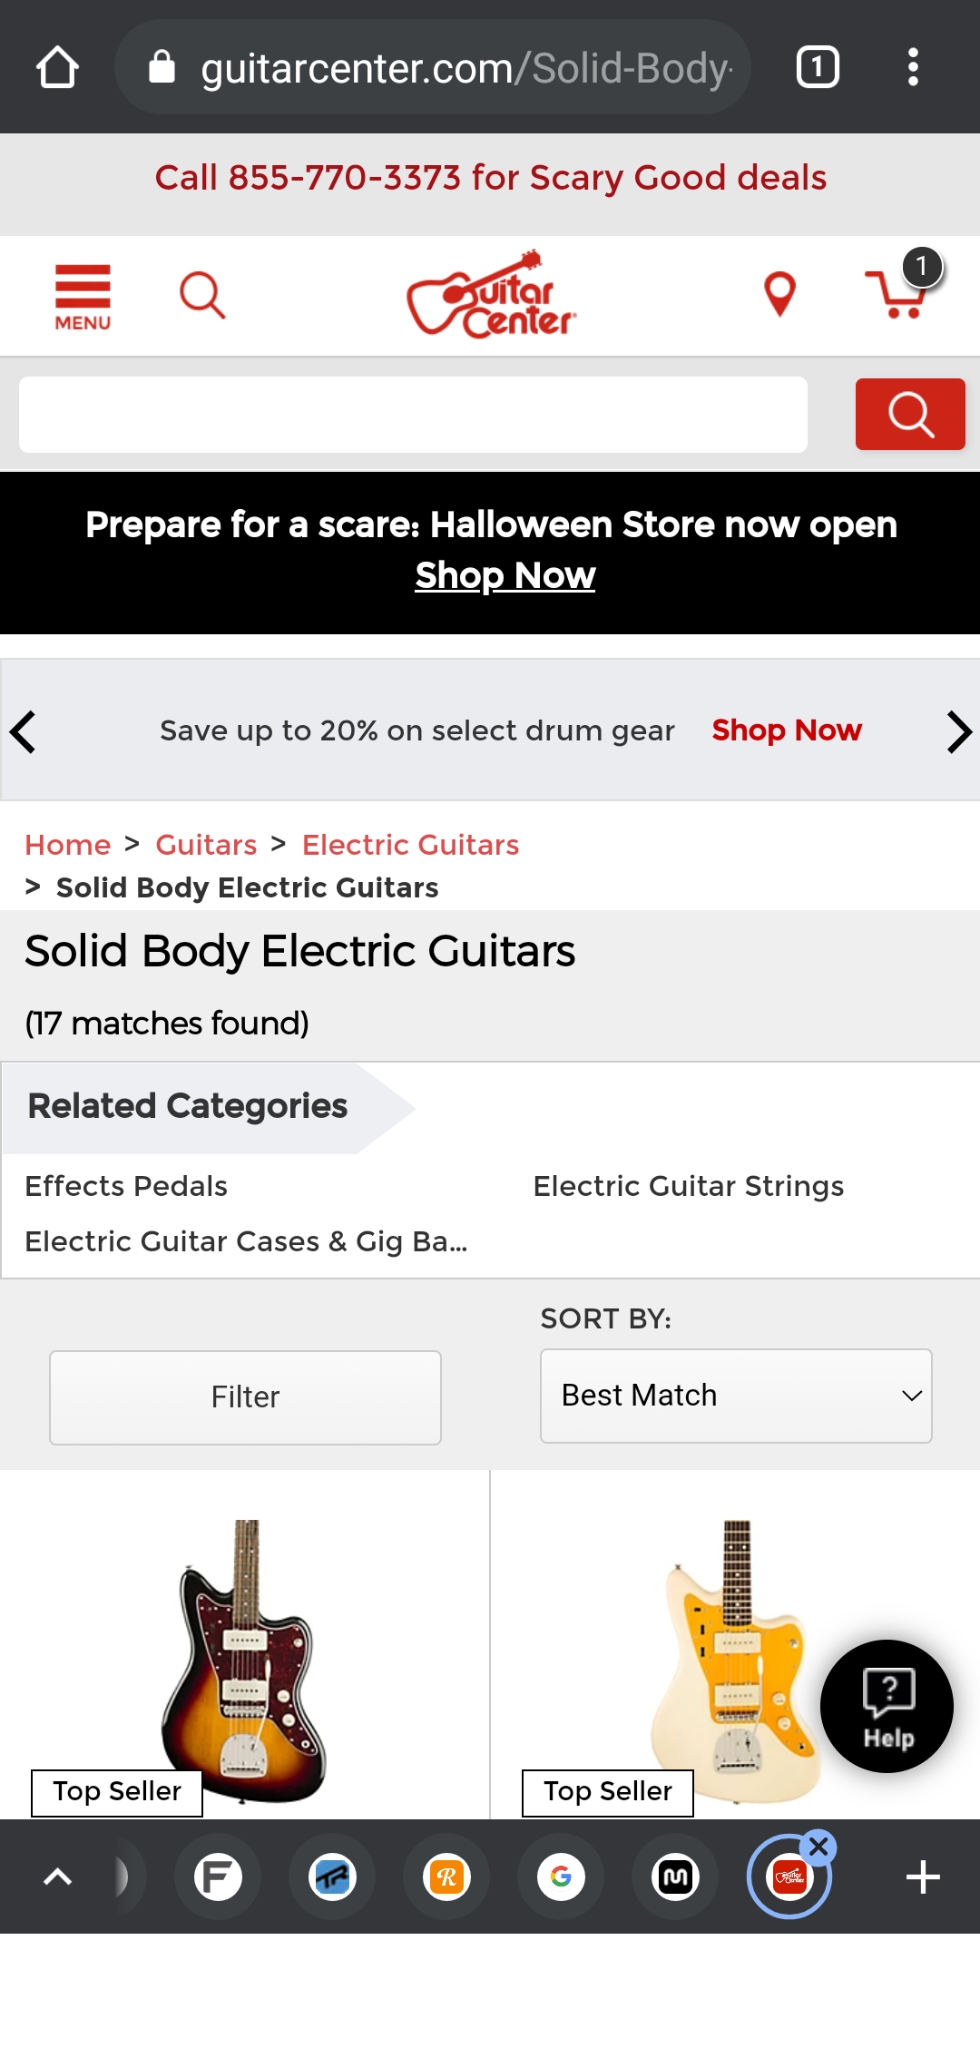 guitarcenter.com/Solid-Body-
1
Call 855-770-3373 for Scary Good deals
MENU
Guitar
Center
1
Prepare for a scare: Halloween Store now open
Shop Now
Save up to 20% on select drum gear Shop Now
Home > Guitars > Electric Guitars
> Solid Body Electric Guitars
Solid Body Electric Guitars
(17 matches found)
Related Categories
Effects Pedals
Electric Guitar Strings
Electric Guitar Cases & Gig Ba...
SORT BY:
Filter
Best Match
?
Help
Top Seller
Top Seller
F
TR
R
G
m
Guitar Center